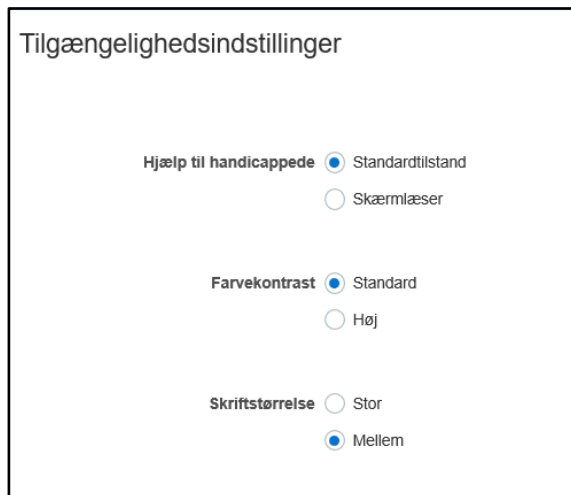 Tilgængelighedsindstillinger
Hjælp til handicappede Standardtilstand
Skærmlæser
Farvekontrast Standard
Høj
Skriftstørrelse Stor
Mellem